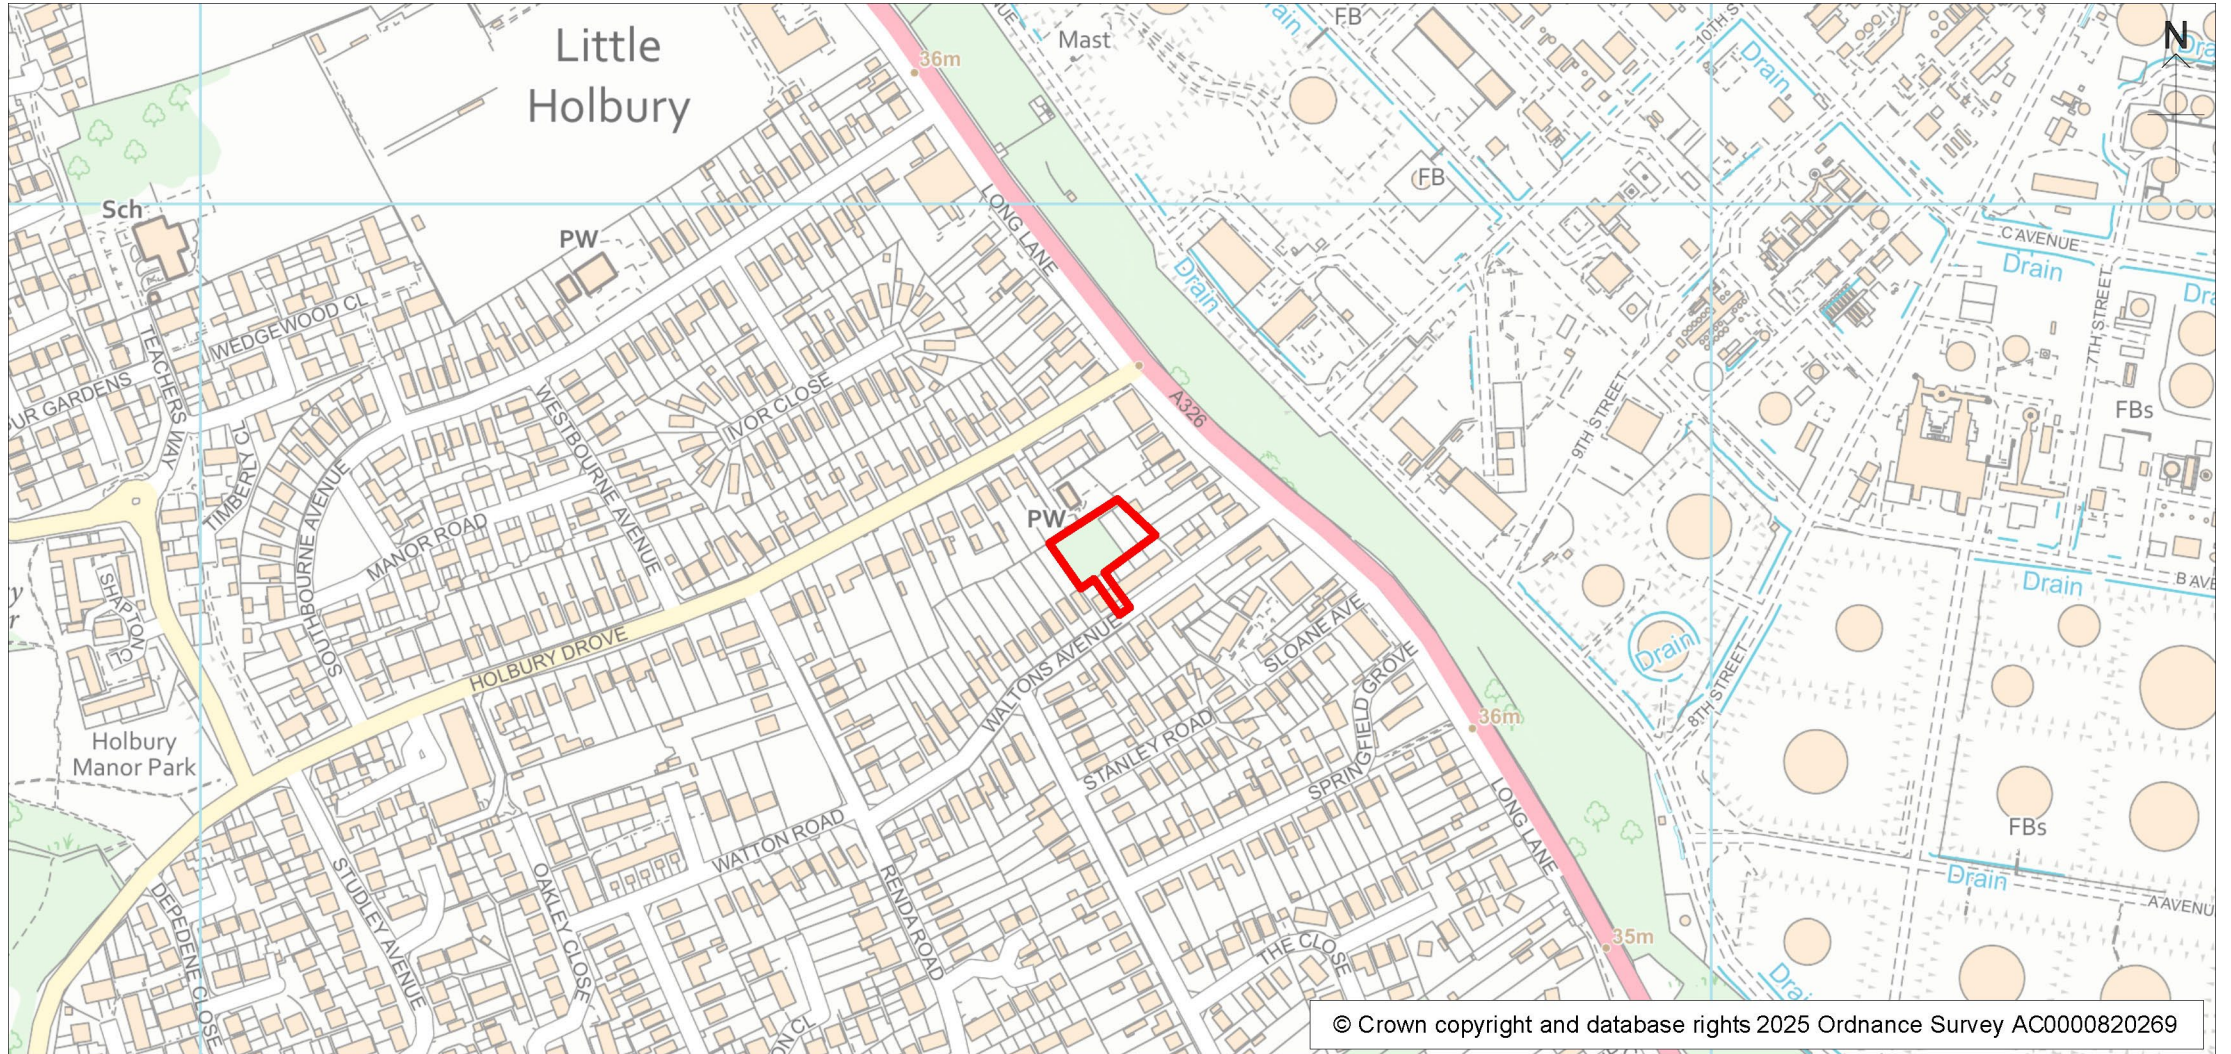 Little
Holbury
Mast
FB
Drain
10TH S
Drain
N
36m
FB
Sch
PW
LONG LANE
Drain
C AVENUE
Drain
7TH STREET
WEDGEWOOD CL
TEACHERS WAY
UR GARDENS
WESTBOURNE AVENUE
IVOR CLOSE
A326
9TH STREET
FBs
TIMBERLY CL
SOUTHBOURNE AVENUE
MANOR ROAD
PW
SHAPTON
CL
HOLBURY DROVE
WALTONS AVENUE
SLOANE AVE
SPRINGFIELD GROVE
STANLEY ROAD
Drain
8TH STREET
Drain
B AVE
36m
Holbury
Manor Park
WATTON ROAD
LONG LANE
FBs
DEPEDENE CLOSE
STUDLEY AVENUE
OAKLEY CLOSE
RENDA ROAD
THE CLOSE
35m
Drain
A AVENU
Drai
ON CL
© Crown copyright and database rights 2025 Ordnance Survey AC0000820269